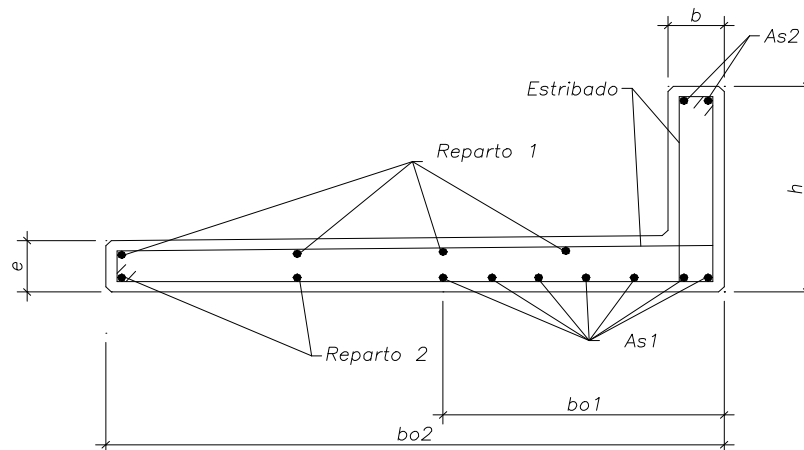 b
As2
Estribado
Reparto 1
h
e
Reparto 2
As1
bo1
bo2